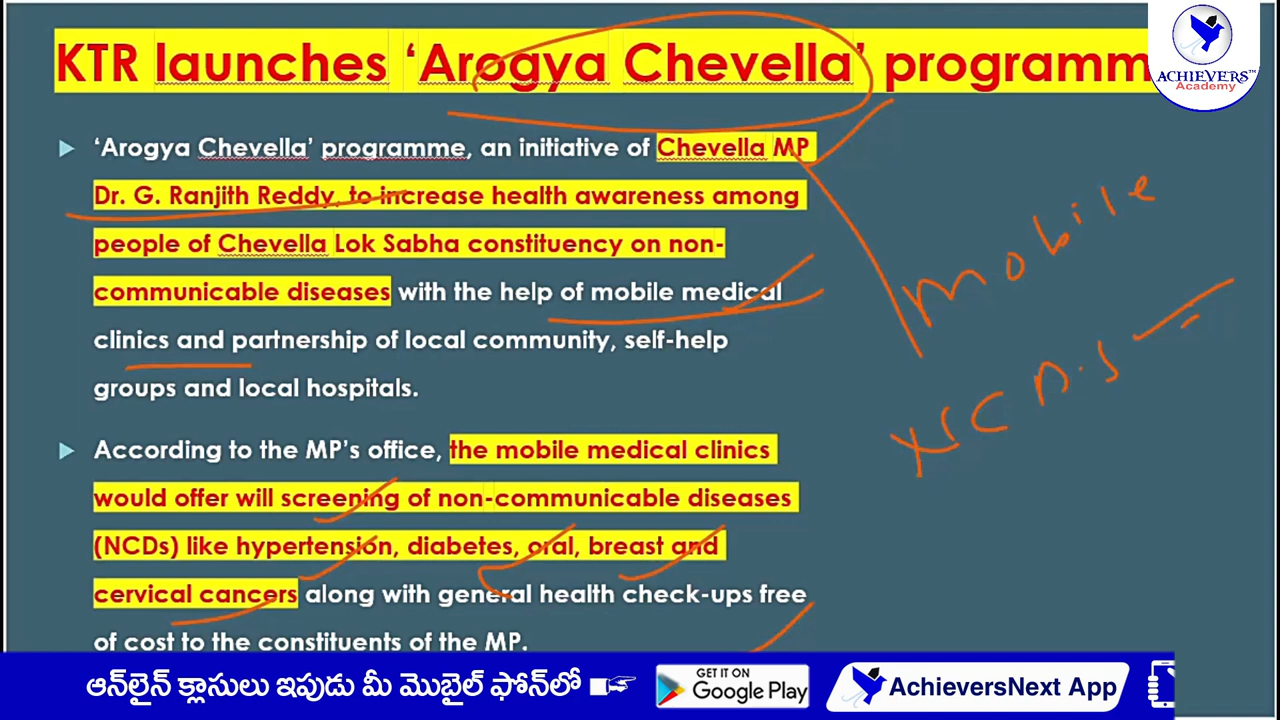 KTR launches ‘Arogya Chevella’ programm
ACHIEVERS™
Academy
‘Arogya Chevella’ programme, an initiative of Chevella MP
Dr. G. Ranjith Reddy, to increase health awareness among
people of Chevella Lok Sabha constituency on non-
communicable diseases with the help of mobile medical
clinics and partnership of local community, self-help
groups and local hospitals.
mobile
NCD.s
According to the MP’s office, the mobile medical clinics
would offer will screening of non-communicable diseases
(NCDs) like hypertension, diabetes, oral, breast and
cervical cancers along with general health check-ups free
of cost to the constituents of the MP.
ఆన్‌లైన్ క్లాసులు ఇపుడు మీ మొబైల్ ఫోన్‌లో
GET IT ON
Google Play
AchieversNext App